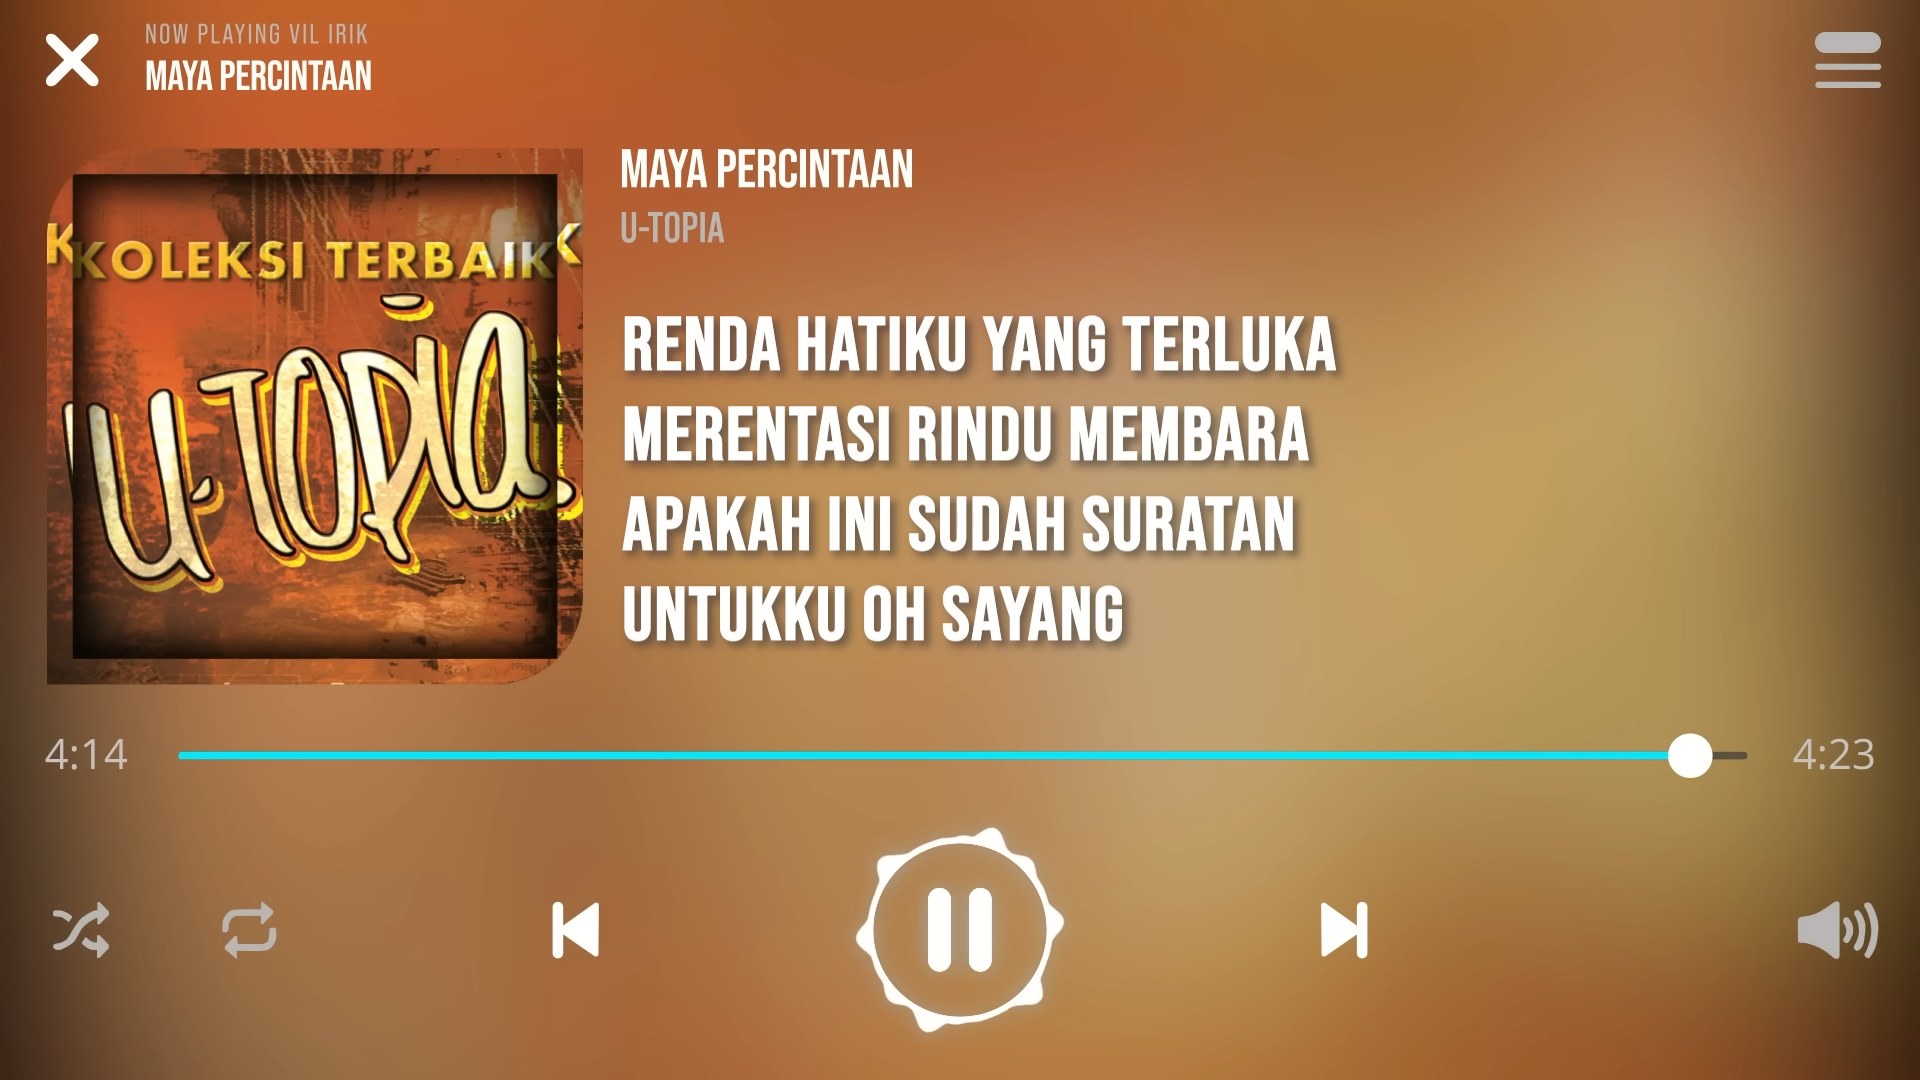 NOW PLAYING VIL IRIK
MAYA PERCINTAAN
KOLEKSI TERBAIK
U-TOPIA
MAYA PERCINTAAN
U-TOPIA
RENDA HATIKU YANG TERLUKA
MERENTASI RINDU MEMBARA
APAKAH INI SUDAH SURATAN
UNTUKKU OH SAYANG
4:14
4:23